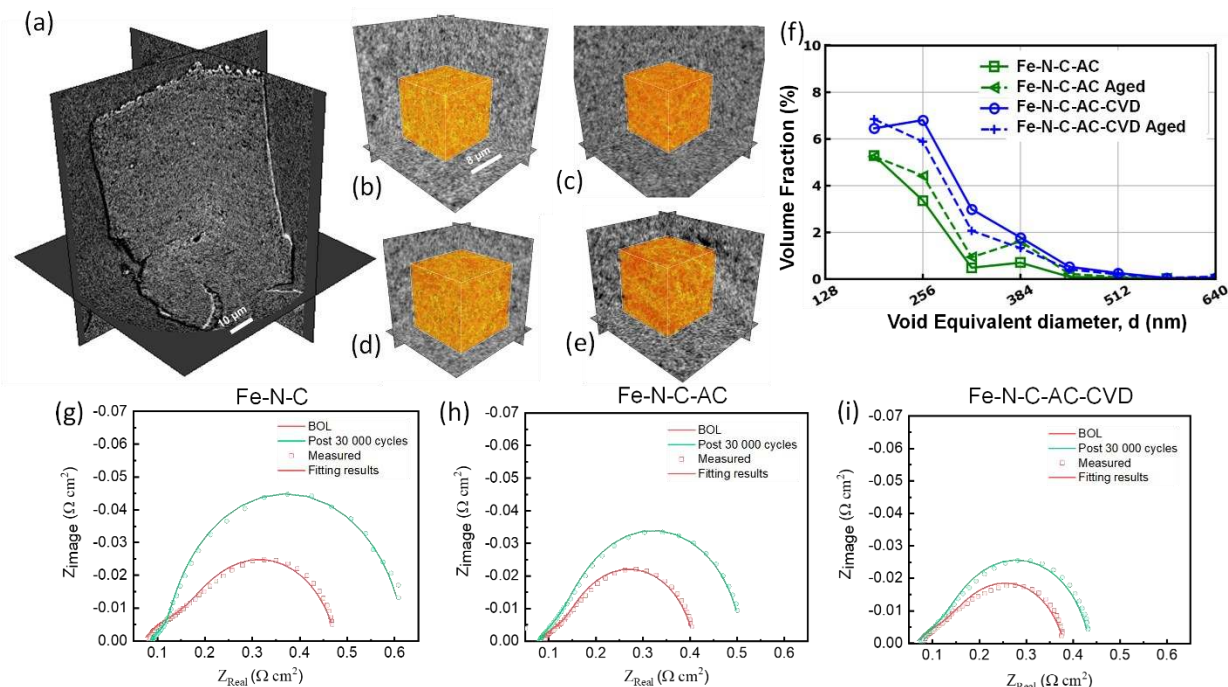 (a)
10 µm
(b)
8 µm
(c)
(d)
(e)
(f)
10
8
6
4
2
0
Volume Fraction (%)
Fe-N-C-AC
Fe-N-C-AC Aged
Fe-N-C-AC-CVD
Fe-N-C-AC-CVD Aged
128
256
384
512
640
Void Equivalent diameter, d (nm)
(g)
Fe-N-C
-0.07
-0.06
-0.05
-0.04
-0.03
-0.02
-0.01
0.00
Zimage (Ω cm2)
BOL
Post 30 000 cycles
Measured
Fitting results
0.1
0.2
0.3
0.4
0.5
0.6
ZReal (Ω cm2)
(h)
Fe-N-C-AC
-0.07
-0.06
-0.05
-0.04
-0.03
-0.02
-0.01
0.00
Zimage (Ω cm2)
BOL
Post 30 000 cycles
Measured
Fitting results
0.1
0.2
0.3
0.4
0.5
0.6
ZReal (Ω cm2)
(i)
Fe-N-C-AC-CVD
-0.07
-0.06
-0.05
-0.04
-0.03
-0.02
-0.01
0.00
Zimage (Ω cm2)
BOL
Post 30 000 cycles
Measured
Fitting results
0.1
0.2
0.3
0.4
0.5
0.6
ZReal (Ω cm2)